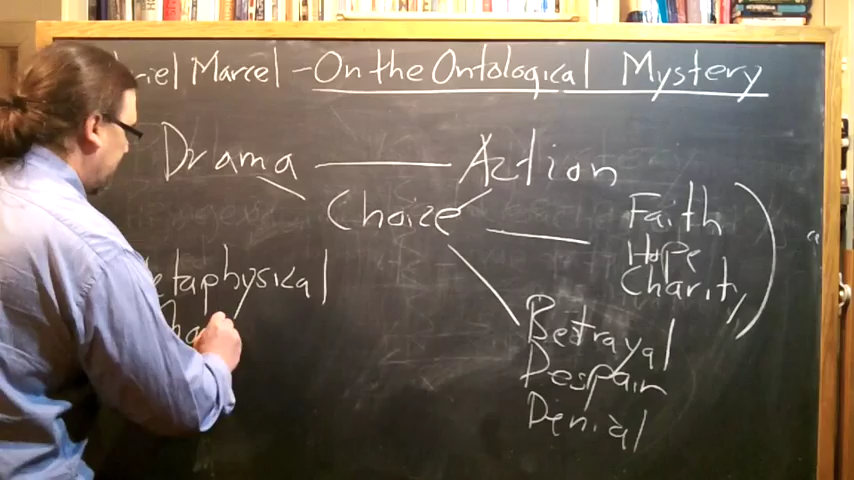 riel Marcel - On the Ontological Mystery
Drama — Action
Choice
Faith
Hope
Charity
etaphysical
Betrayal
Despair
Denial